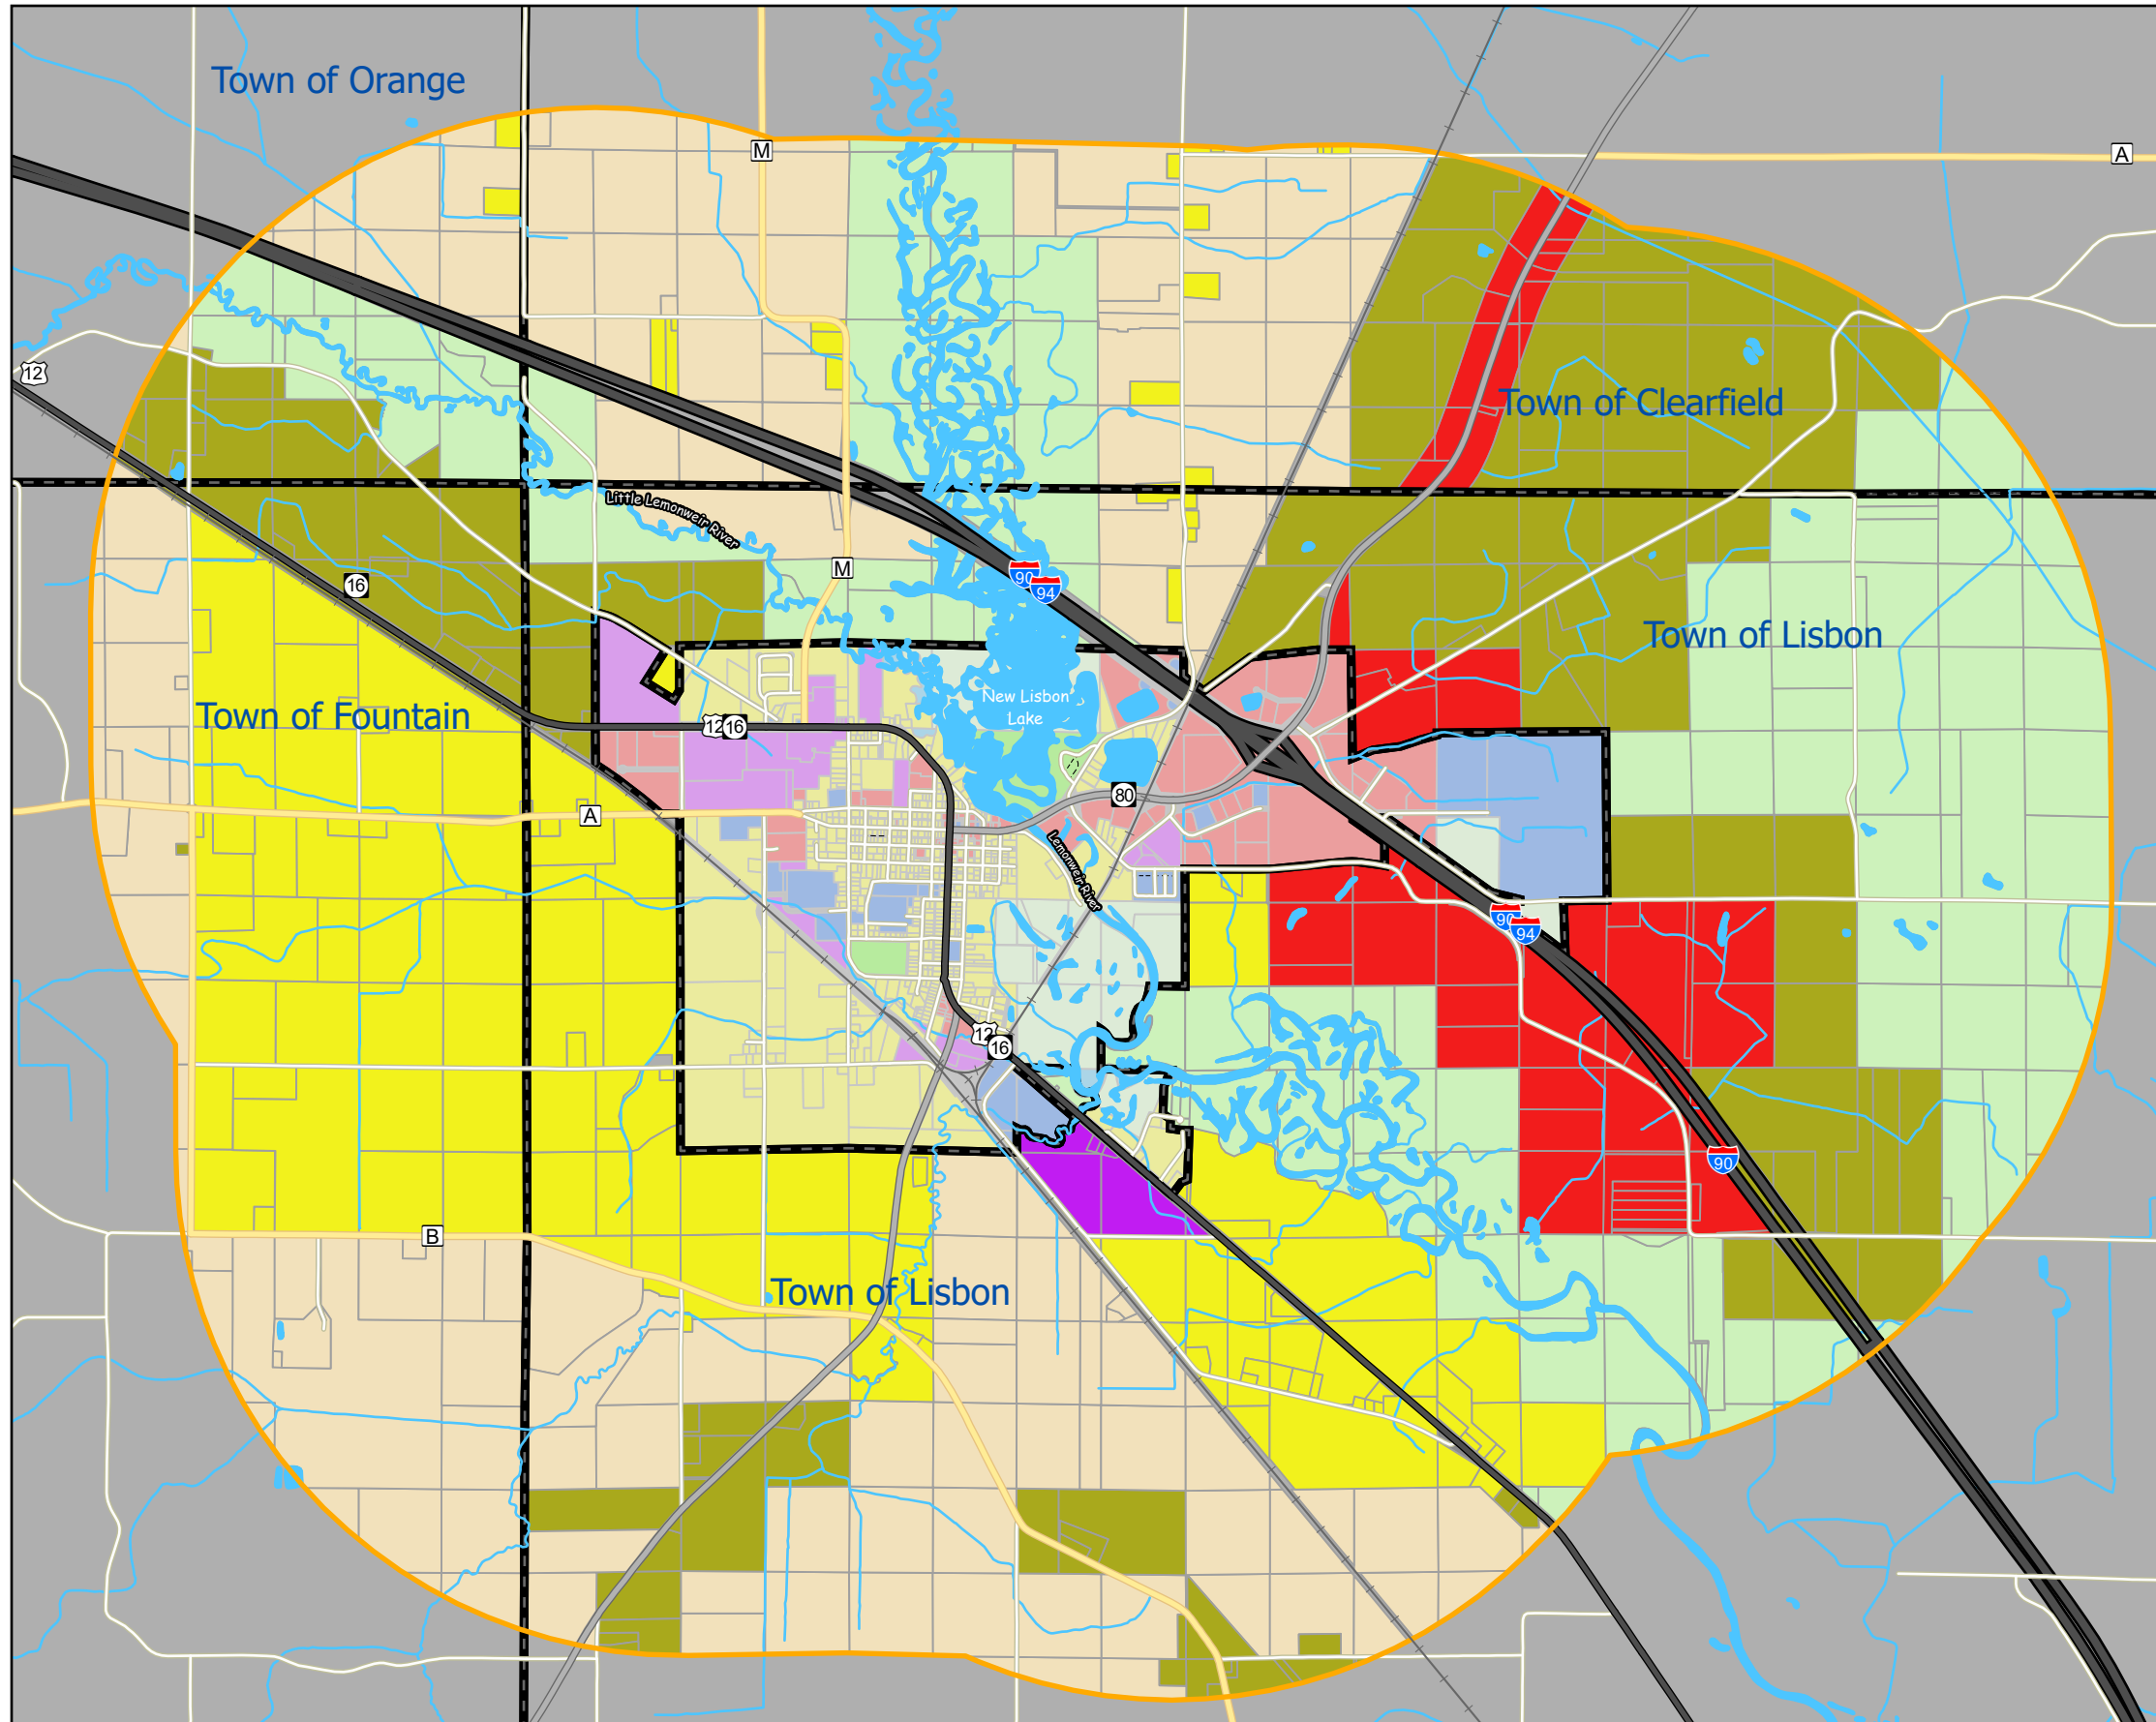 Town of Orange
M
A
12
Town of Clearfield
Little Lemonweir River
M
90
94
16
Town of Lisbon
New Lisbon
Lake
Town of Fountain
12
16
80
A
Lemonweir River
90
94
12
16
90
B
Town of Lisbon